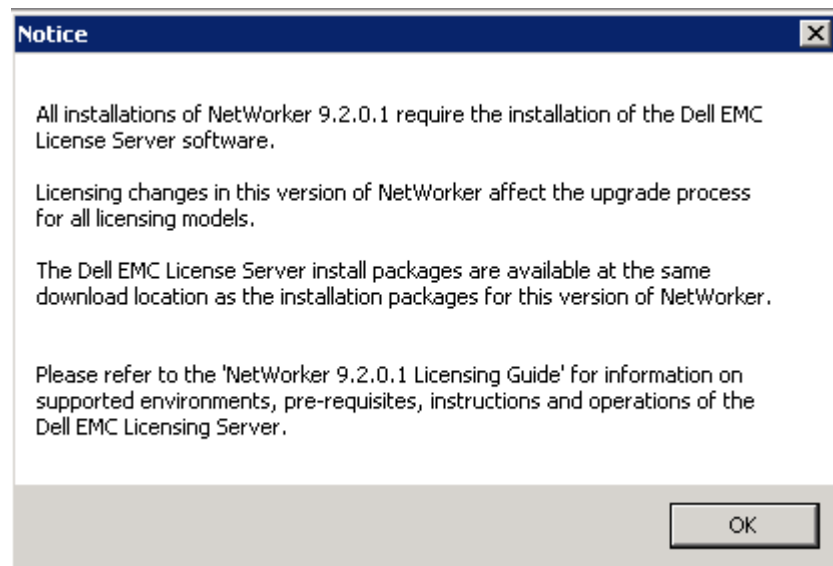 Notice
All installations of NetWorker 9.2.0.1 require the installation of the Dell EMC
License Server software.
Licensing changes in this version of NetWorker affect the upgrade process
for all licensing models.
The Dell EMC License Server install packages are available at the same
download location as the installation packages for this version of NetWorker.
Please refer to the 'NetWorker 9.2.0.1 Licensing Guide' for information on
supported environments, pre-requisites, instructions and operations of the
Dell EMC Licensing Server.
OK